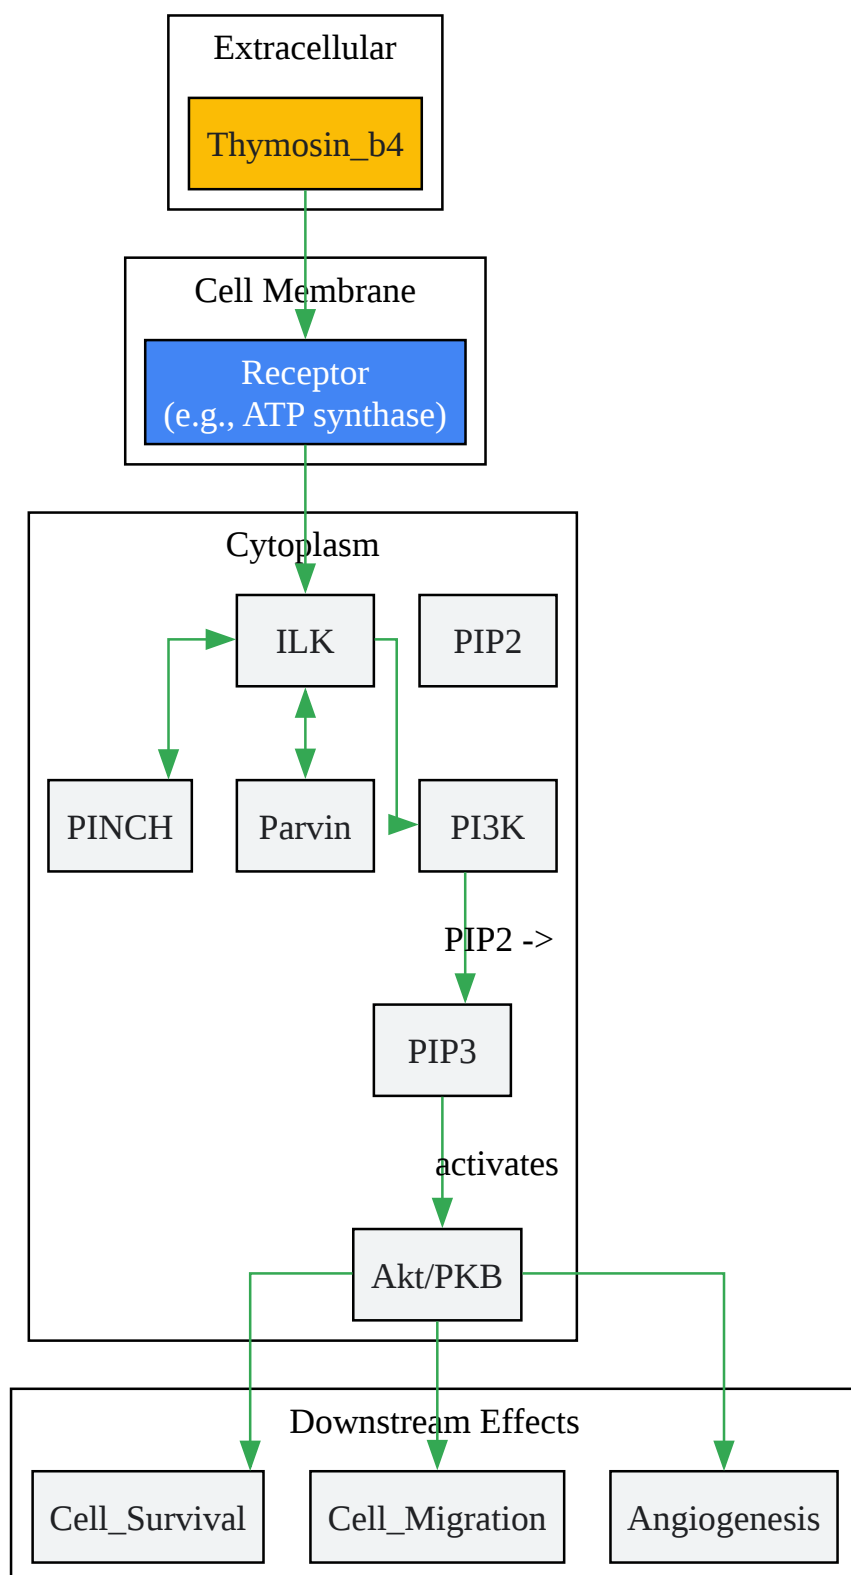 Extracellular
Thymosin_b4
Cell Membrane
Receptor
(e.g., ATP synthase)
Cytoplasm
ILK
PIP2
PINCH
Parvin
PI3K
PIP2 ->
PIP3
activates
Akt/PKB
Downstream Effects
Cell_Survival
Cell_Migration
Angiogenesis